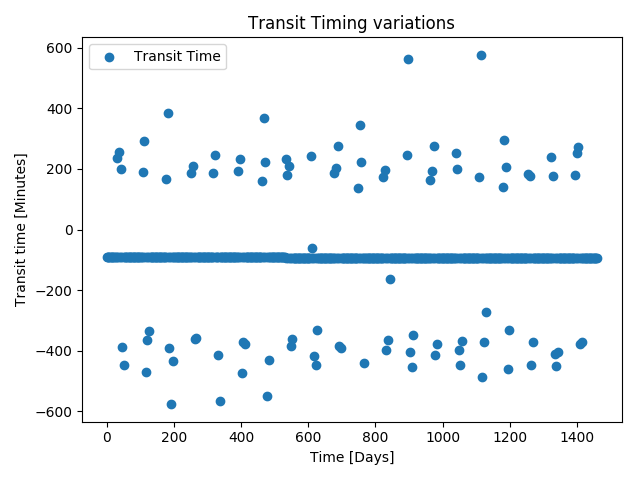 Transit Timing variations
Transit Time
600
400
200
0
−200
−400
−600
Transit time [Minutes]
0 200 400 600 800 1000 1200 1400
Time [Days]